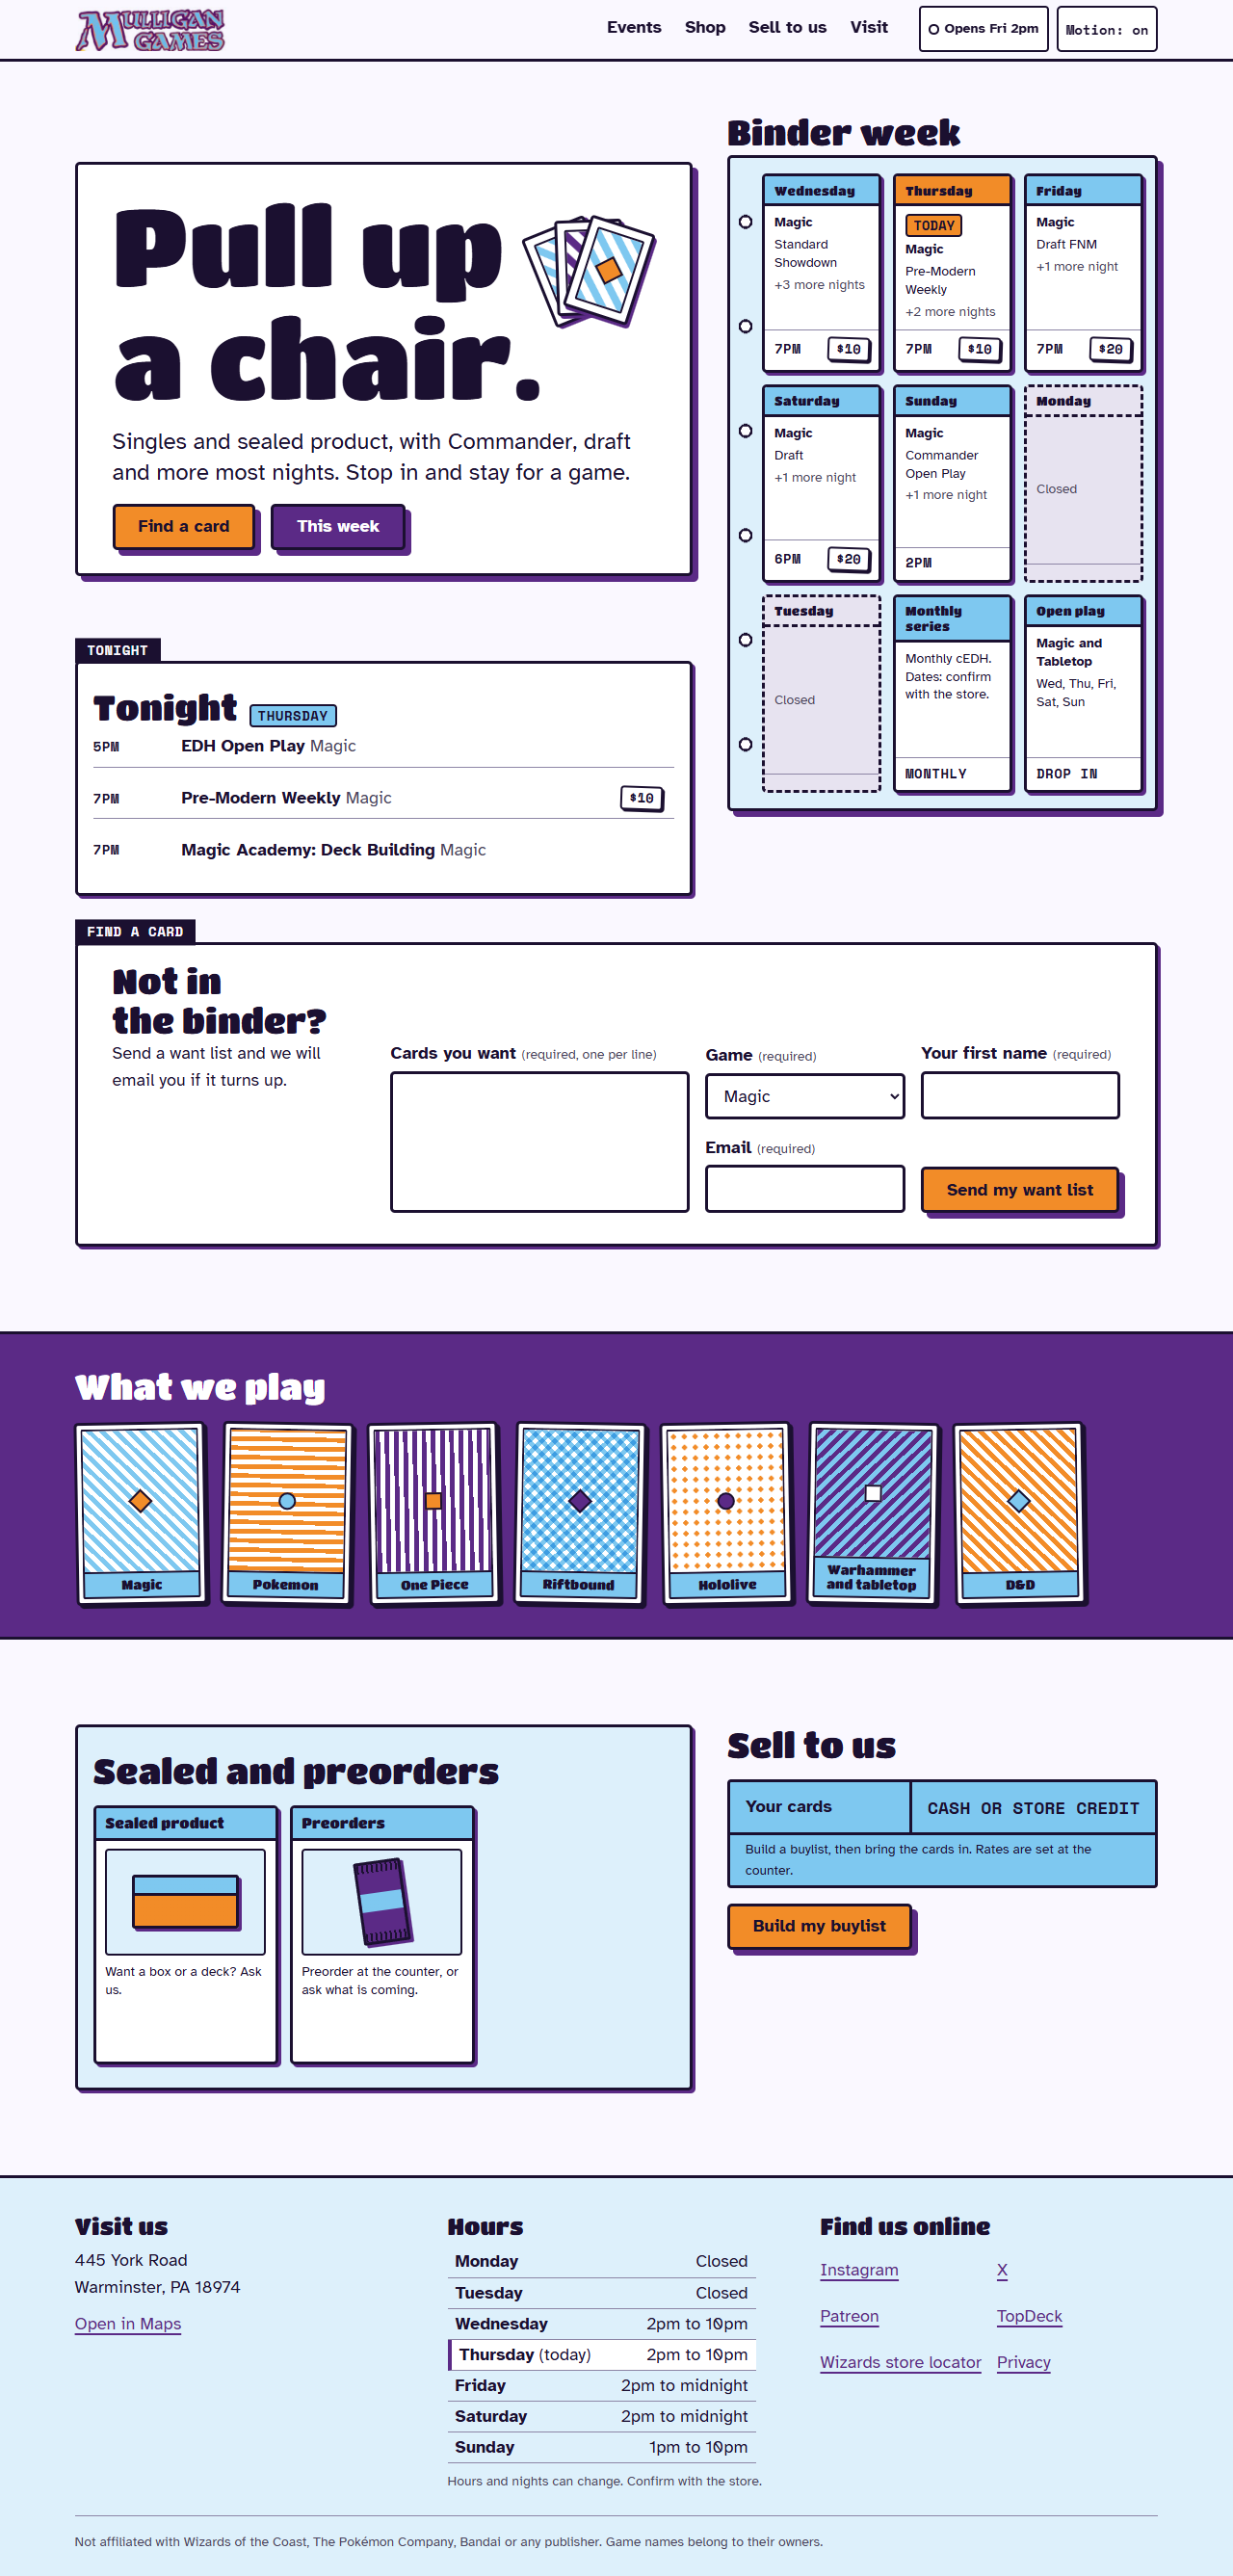 MULLIGAN GAMES
Events Shop Sell to us Visit
Opens Fri 2pm
Motion: on
Pull up
a chair.
Singles and sealed product, with Commander, draft
and more most nights. Stop in and stay for a game.
Find a card
This week
Binder week
Wednesday
Magic
Standard
Showdown
+3 more nights
7PM $10
Thursday
TODAY
Magic
Pre-Modern
Weekly
+2 more nights
7PM $10
Friday
Magic
Draft FNM
+1 more night
7PM $20
Saturday
Magic
Draft
+1 more night
6PM $20
Sunday
Magic
Commander
Open Play
+1 more night
2PM
Monday
Closed
Tuesday
Closed
Monthly
series
Monthly cEDH.
Dates: confirm
with the store.
MONTHLY
Open play
Magic and
Tabletop
Wed, Thu, Fri,
Sat, Sun
DROP IN
TONIGHT
Tonight THURSDAY
5PM EDH Open Play Magic
7PM Pre-Modern Weekly Magic $10
7PM Magic Academy: Deck Building Magic
FIND A CARD
Not in
the binder?
Send a want list and we will
email you if it turns up.
Cards you want (required, one per line)
Game (required)
Magic
Your first name (required)
Email (required)
Send my want list
What we play
Magic
Pokemon
One Piece
Riftbound
Hololive
Warhammer
and tabletop
D&D
Sealed and preorders
Sealed product
Want a box or a deck? Ask
us.
Preorders
Preorder at the counter, or
ask what is coming.
Sell to us
Your cards
CASH OR STORE CREDIT
Build a buylist, then bring the cards in. Rates are set at the
counter.
Build my buylist
Visit us
445 York Road
Warminster, PA 18974
Open in Maps
Hours
Monday Closed
Tuesday Closed
Wednesday 2pm to 10pm
Thursday (today) 2pm to 10pm
Friday 2pm to midnight
Saturday 2pm to midnight
Sunday 1pm to 10pm
Hours and nights can change. Confirm with the store.
Find us online
Instagram X
Patreon TopDeck
Wizards store locator Privacy
Not affiliated with Wizards of the Coast, The Pokémon Company, Bandai or any publisher. Game names belong to their owners.